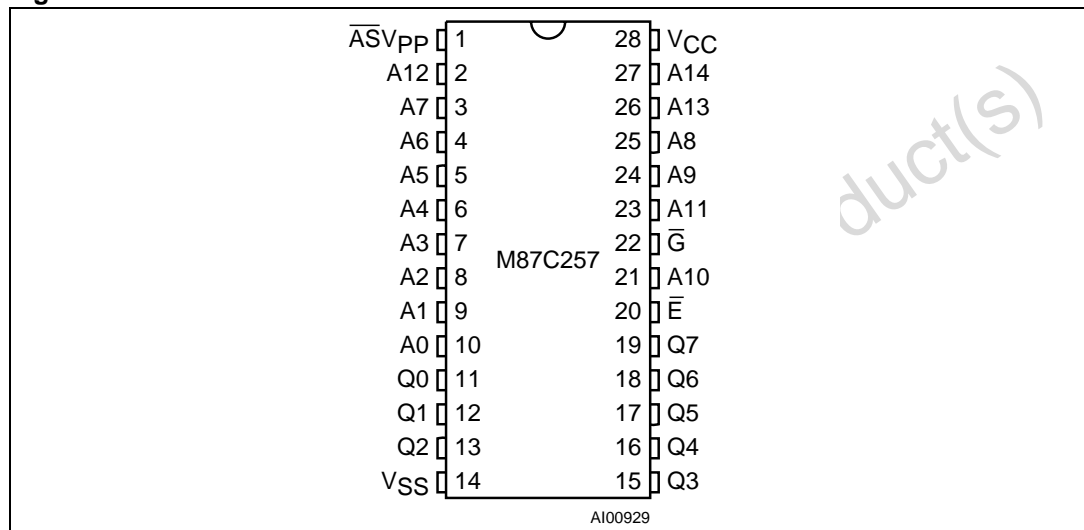 A̅S̅VPP 1 28 VCC
A12 2 27 A14
A7 3 26 A13
A6 4 25 A8
A5 5 24 A9
A4 6 23 A11
A3 7 22 G̅
M87C257
A2 8 21 A10
A1 9 20 E̅
A0 10 19 Q7
Q0 11 18 Q6
Q1 12 17 Q5
Q2 13 16 Q4
VSS 14 15 Q3
AI00929
duct(s)